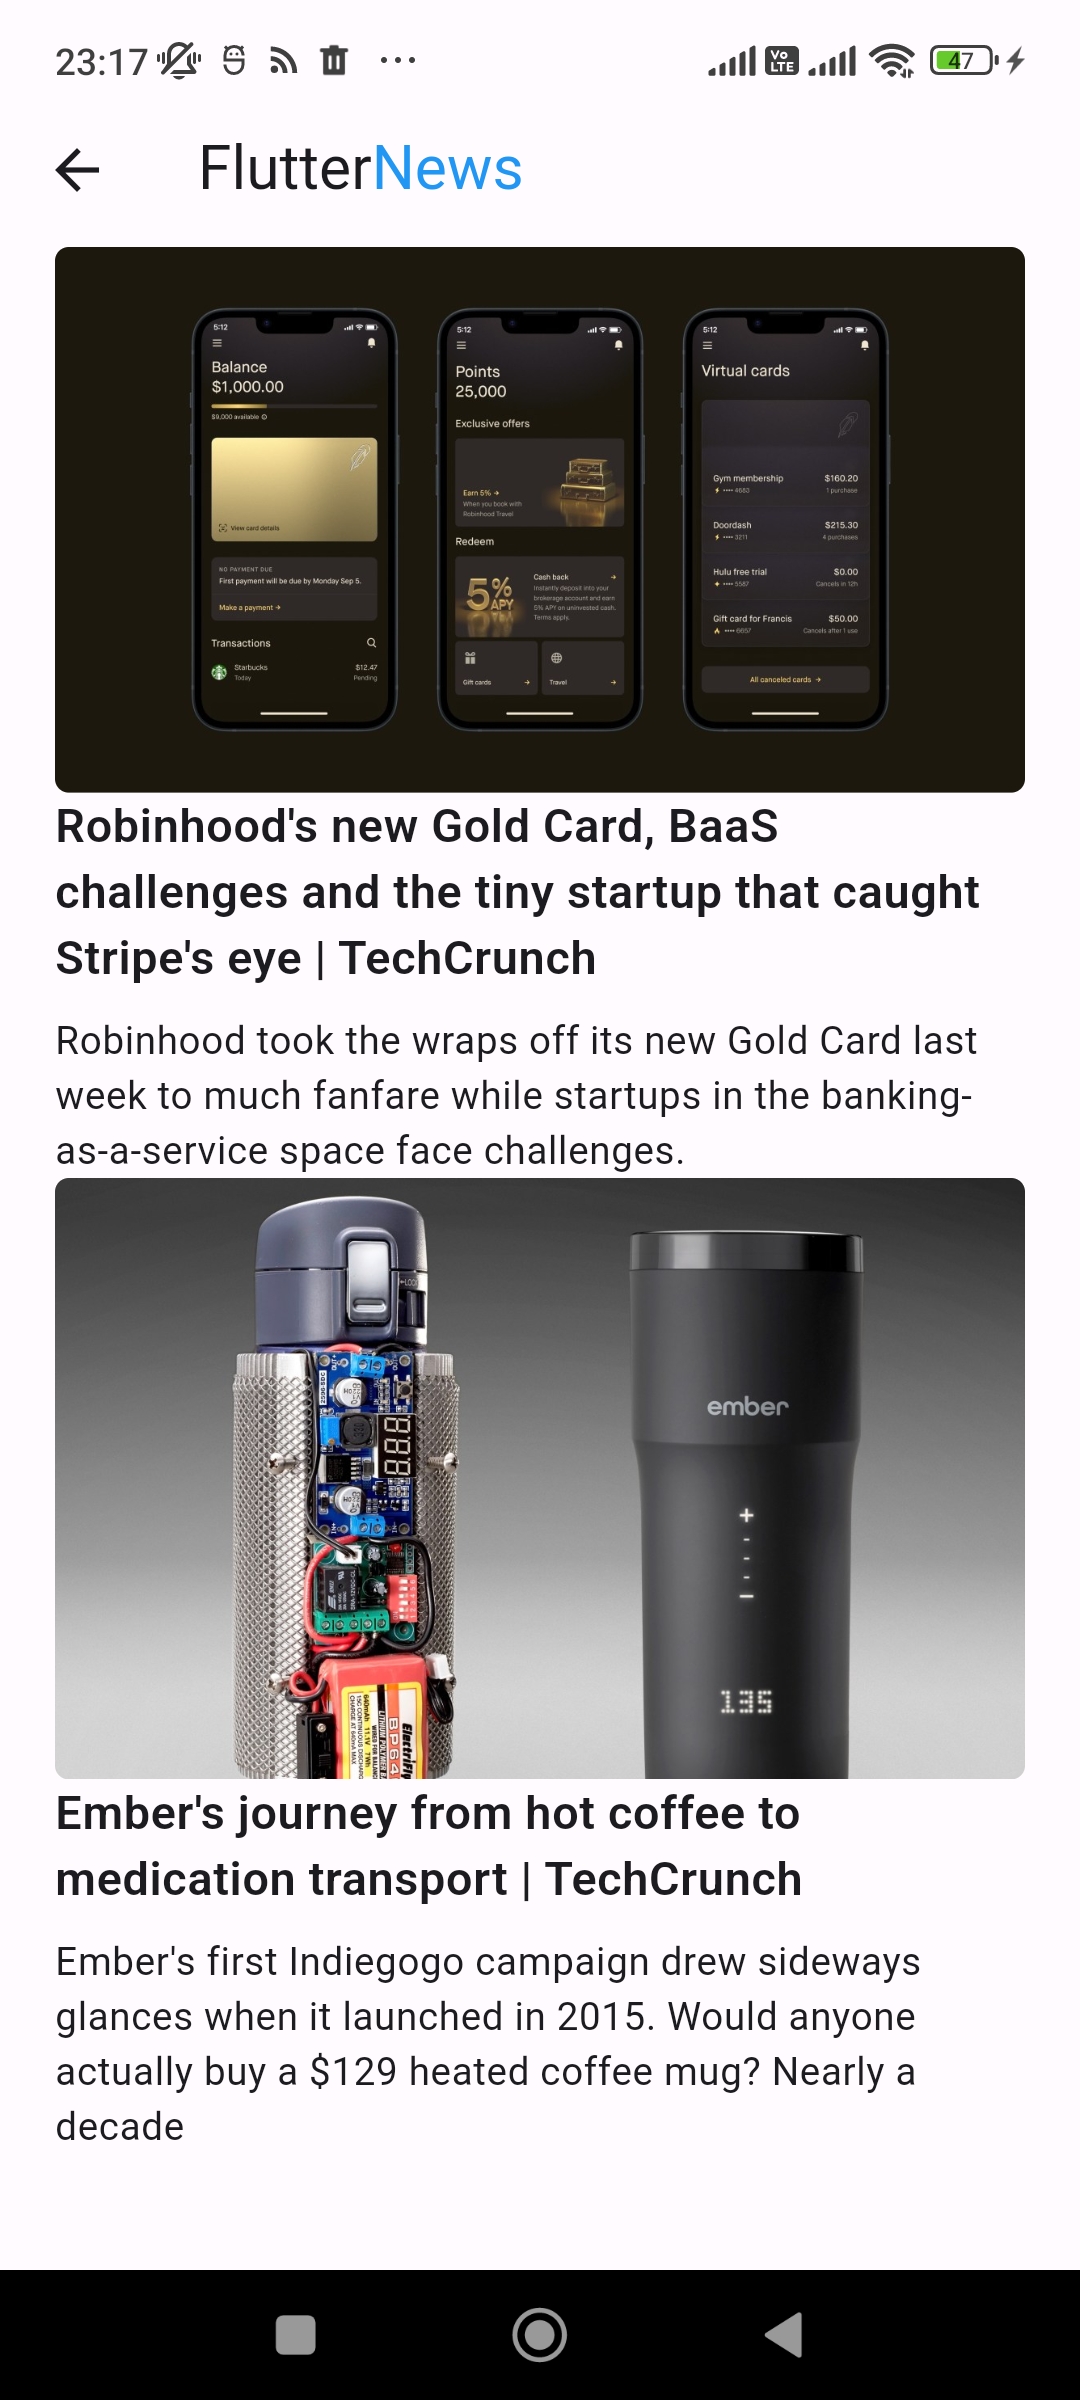 23:17
Vo LTE
47
FlutterNews
5:12
Balance
$1,000.00
$9,000 available
View card details
NO PAYMENT DUE
First payment will be due by Monday Sep 5.
Make a payment →
Transactions
Starbucks $12.47
Today Pending
5:12
Points
25,000
Exclusive offers
Earn 5% →
When you book with
Robinhood Travel
Redeem
5% APY
Cash back →
Instantly deposit into your
brokerage account and earn
5% APY on uninvested cash.
Terms apply.
Gift cards →
Travel →
5:12
Virtual cards
Gym membership $160.20
•••• 4683 1 purchase
Doordash $215.30
•••• 3211 4 purchases
Hulu free trial $0.00
•••• 5587 Cancels in 12h
Gift card for Francis $50.00
•••• 6657 Cancels after 1 use
All canceled cards →
Robinhood's new Gold Card, BaaS
challenges and the tiny startup that caught
Stripe's eye | TechCrunch
Robinhood took the wraps off its new Gold Card last
week to much fanfare while startups in the banking-
as-a-service space face challenges.
ember
+
-
-
-
–
135
Ember's journey from hot coffee to
medication transport | TechCrunch
Ember's first Indiegogo campaign drew sideways
glances when it launched in 2015. Would anyone
actually buy a $129 heated coffee mug? Nearly a
decade